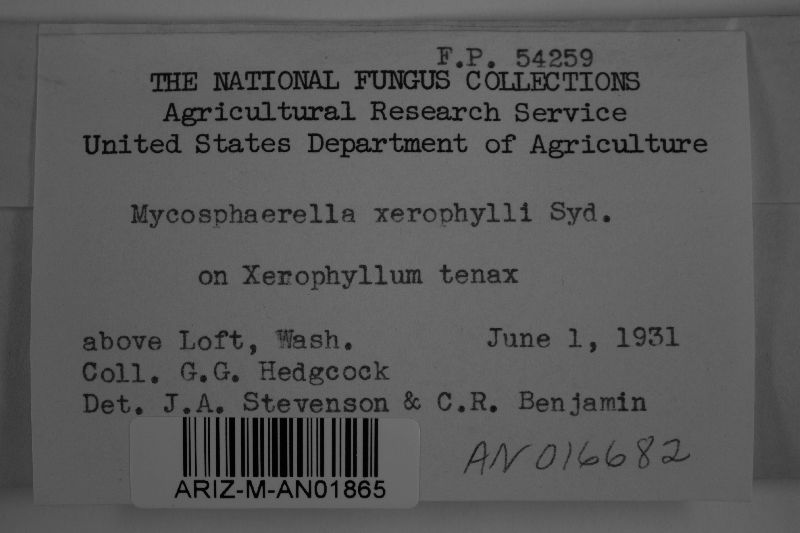 F.P. 54259
THE NATIONAL FUNGUS COLLECTIONS
Agricultural Research Service
United States Department of Agriculture
Mycosphaerella xerophylli Syd.
on Xerophyllum tenax
above Loft, Wash. June 1, 1931
Coll. G.G. Hedgcock
Det. J.A. Stevenson & C.R. Benjamin
AN016682
ARIZ-M-AN01865